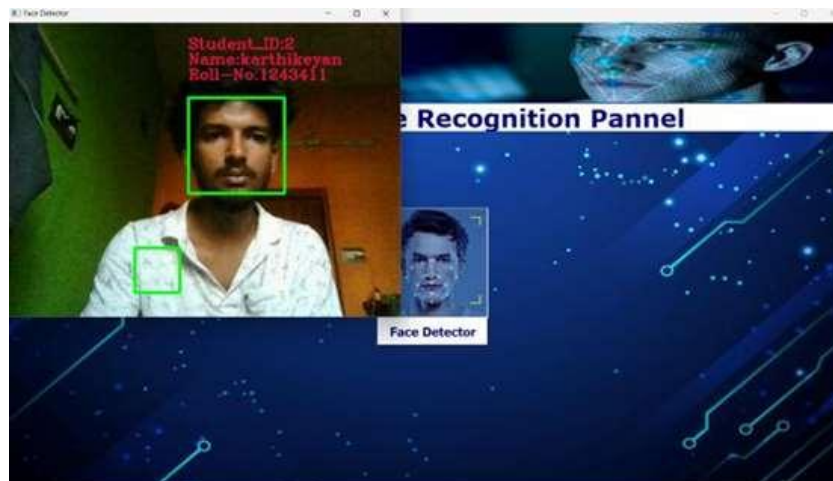 Face Detector
Student_ID:2
Name:karthikeyan
Roll-No.1243411
Recognition Pannel
Face Detector